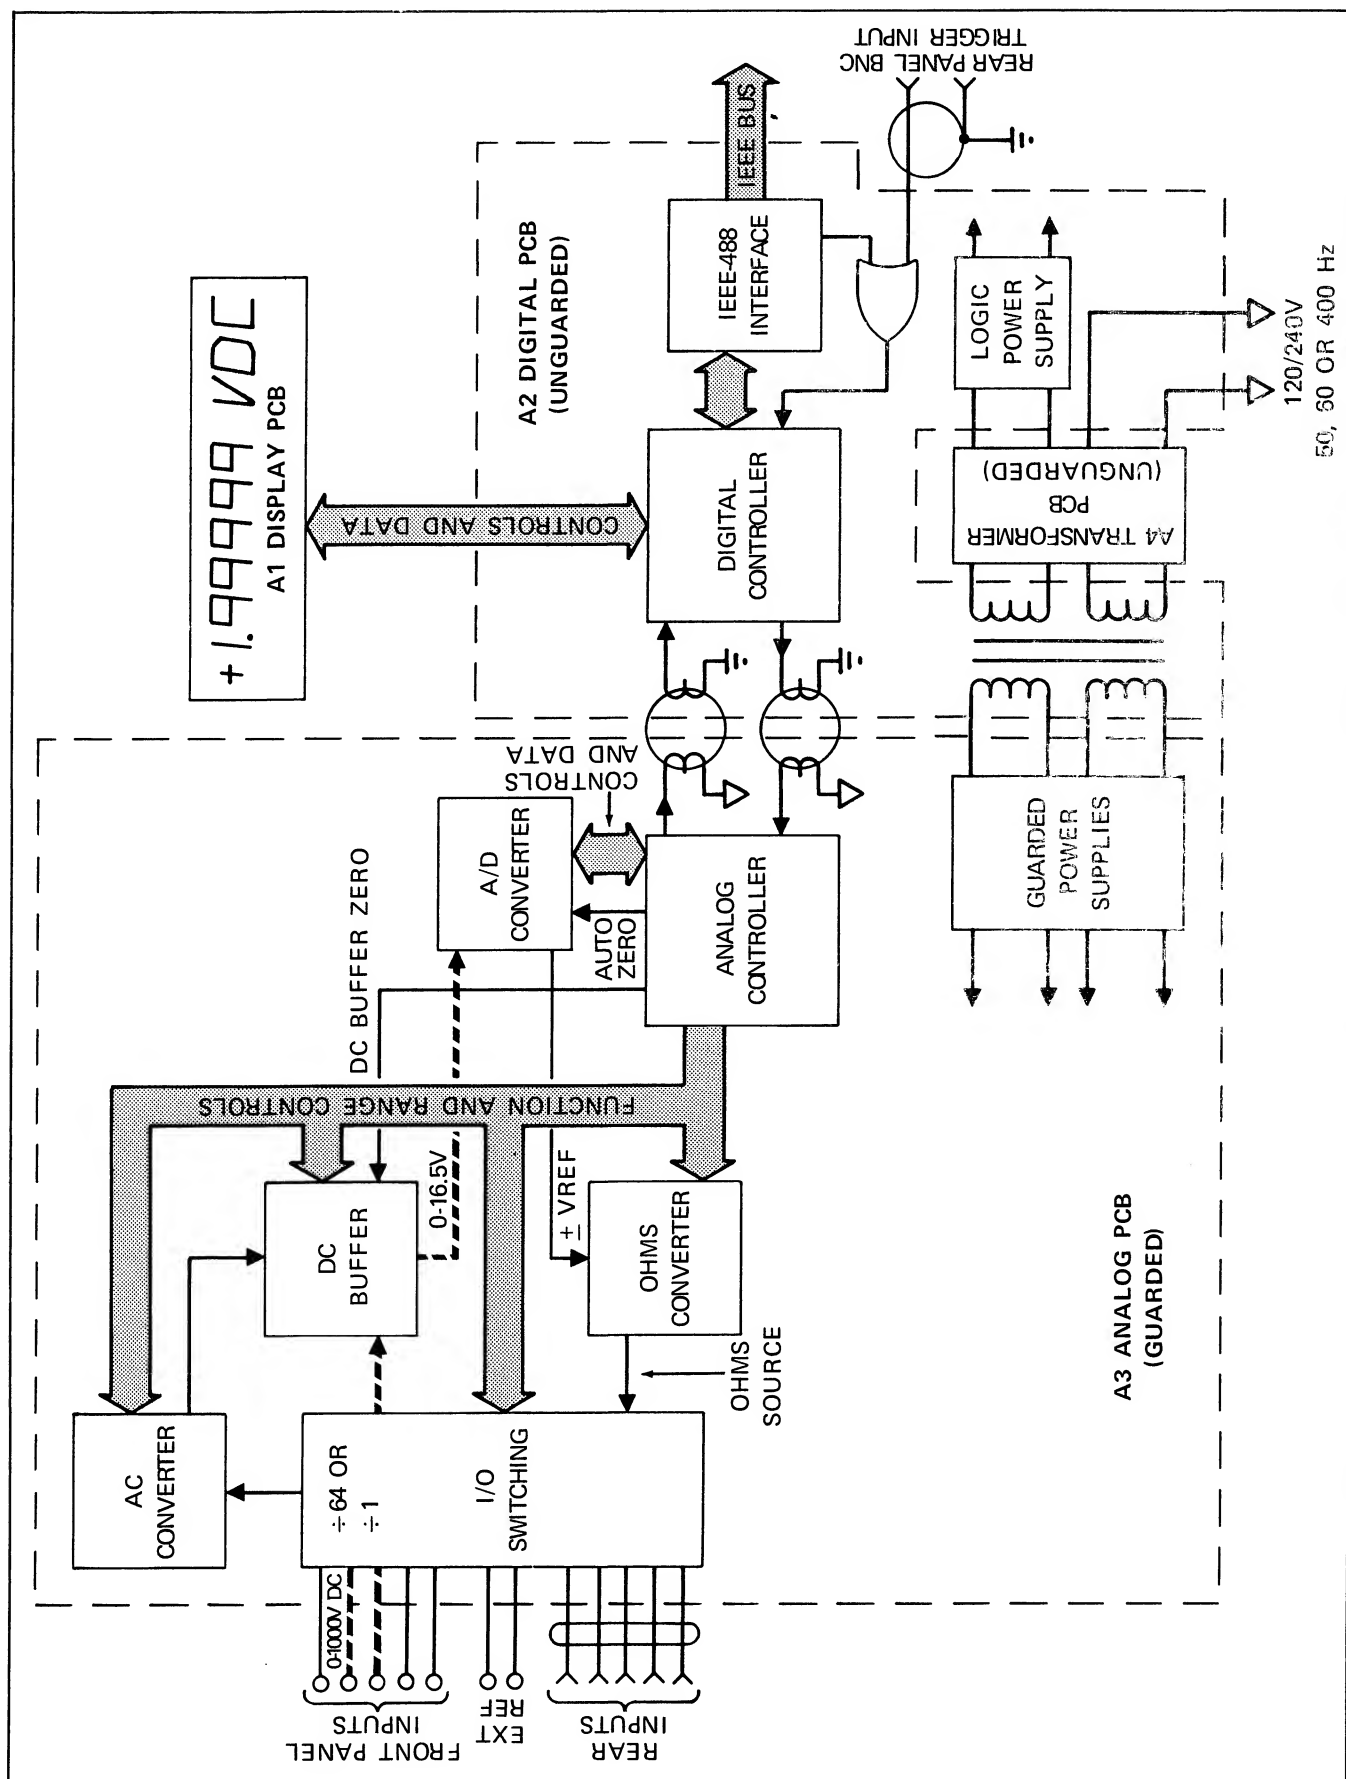 +1.99999 VDC
A1 DISPLAY PCB
REAR PANEL BNC
TRIGGER INPUT
IEEE BUS
A2 DIGITAL PCB
(UNGUARDED)
IEEE-488
INTERFACE
CONTROLS AND DATA
DIGITAL
CONTROLLER
LOGIC
POWER
SUPPLY
120/240V
50, 60 OR 400 Hz
A4 TRANSFORMER
PCB
(UNGUARDED)
CONTROLS
AND DATA
A/D
CONVERTER
AUTO
ZERO
ANALOG
CONTROLLER
DC BUFFER ZERO
GUARDED
POWER
SUPPLIES
FUNCTION AND RANGE CONTROLS
DC
BUFFER
0-16.5V
± VREF
OHMS
CONVERTER
OHMS
SOURCE
AC
CONVERTER
÷64 OR
÷1
I/O
SWITCHING
0-1000V DC
FRONT PANEL
INPUTS
EXT
REF
REAR
INPUTS
A3 ANALOG PCB
(GUARDED)